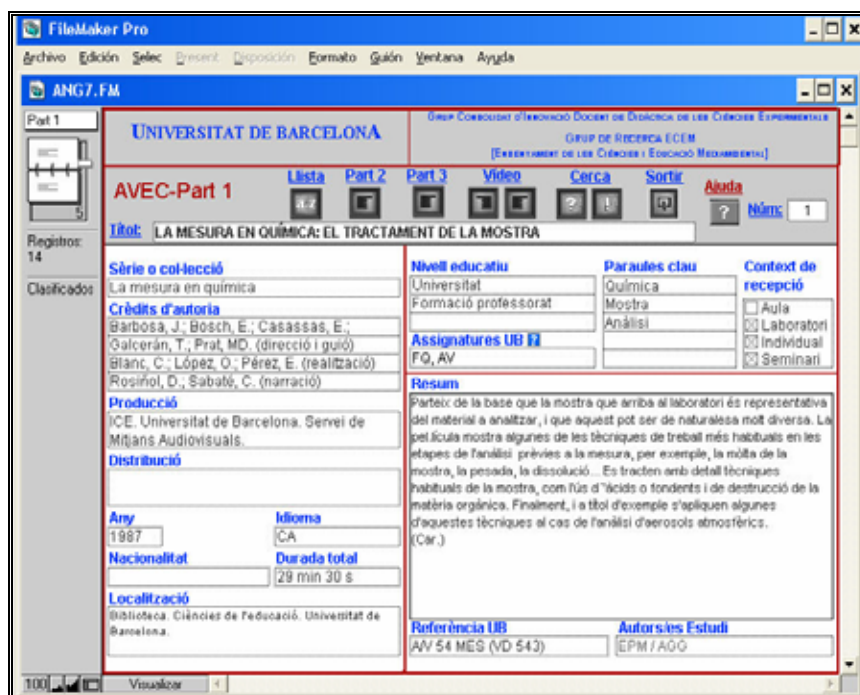 FileMaker Pro
Archivo Edición Selec Present Disposición Formato Guión Ventana Ayuda
ANG7.FM
Part 1
5
Registros:
14
Clasificados
UNIVERSITAT DE BARCELONA
GRUP CONSOLIDAT D'INNOVACIÓ DOCENT DE DIDÀCTICA DE LES CIÈNCIES EXPERIMENTALS
GRUP DE RECERCA ECEM
[ENSENYAMENT DE LES CIÈNCIES I EDUCACIÓ MEDIAMBIENTAL]
AVEC-Part 1
Llista Part 2 Part 3 Vídeo Cerca Sortir Ajuda
Núm: 1
Títol: LA MESURA EN QUÍMICA: EL TRACTAMENT DE LA MOSTRA
Sèrie o col·lecció
La mesura en química
Crèdits d'autoria
Barbosa, J.; Bosch, E.; Casassas, E.;
Galcerán, T.; Prat, MD. (direcció i guió)
Blanc, C.; López, O.; Pérez, E. (realització)
Rosiñol, D.; Sabaté, C. (narració)
Producció
ICE. Universitat de Barcelona. Servei de
Mitjans Audiovisuals.
Distribució
Any Idioma
1987 CA
Nacionalitat Durada total
29 min 30 s
Localització
Biblioteca. Ciències de l'educació. Universitat de
Barcelona.
Nivell educatiu
Universitat
Formació professorat
Assignatures UB ?
FQ, AV
Paraules clau
Química
Mostra
Anàlisi
Context de
recepció
Aula
Laboratori
Individual
Seminari
Resum
Parteix de la base que la mostra que arriba al laboratori és representativa
del material a analitzar, i que aquest pot ser de naturalesa molt diversa. La
pel.lícula mostra algunes de les tècniques de treball més habituals en les
etapes de l'anàlisi prèvies a la mesura, per exemple, la mòlta de la
mostra, la pesada, la dissolució... Es tracten amb detall tècniques
habituals de la mostra, com l'ús d'àcids o fondents i de destrucció de la
matèria orgànica. Finalment, i a títol d'exemple s'apliquen algunes
d'aquestes tècniques al cas de l'anàlisi d'aerosols atmosfèrics.
(Car.)
Referència UB Autors/es Estudi
A/V 54 MES (VD 543) EPM / AGG
100 Visualizar